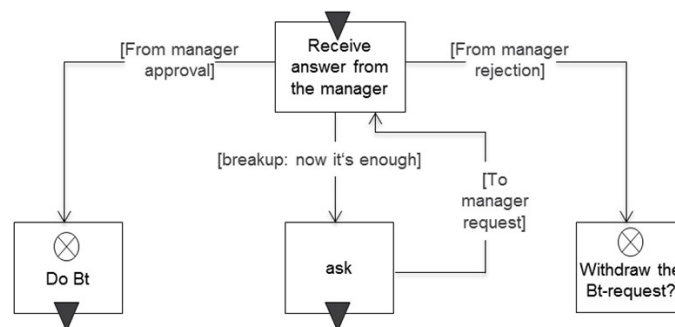 Receive
answer from
the manager
[From manager
approval]
[From manager
rejection]
[breakup: now it's enough]
[To
manager
request]
Do Bt
ask
Withdraw the
Bt-request?